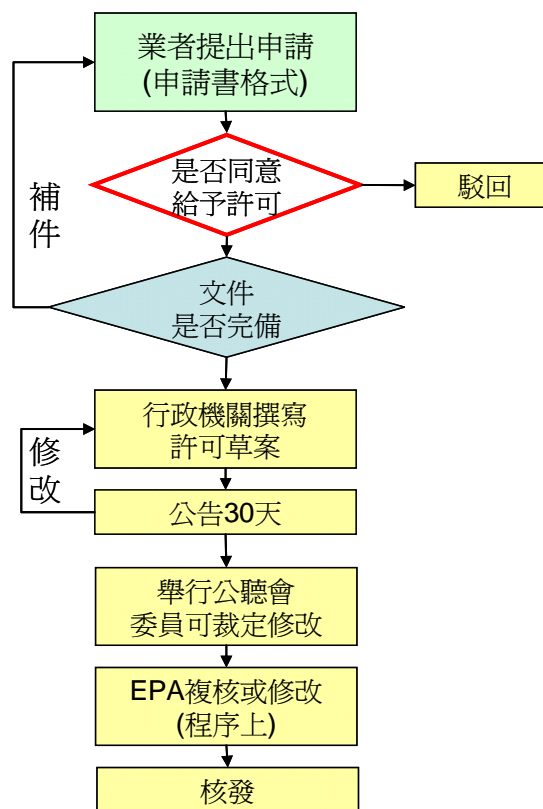 業者提出申請
(申請書格式)
是否同意
給予許可
駁回
補
件
文件
是否完備
行政機關撰寫
許可草案
修
改
公告30天
舉行公聽會
委員可裁定修改
EPA複核或修改
(程序上)
核發